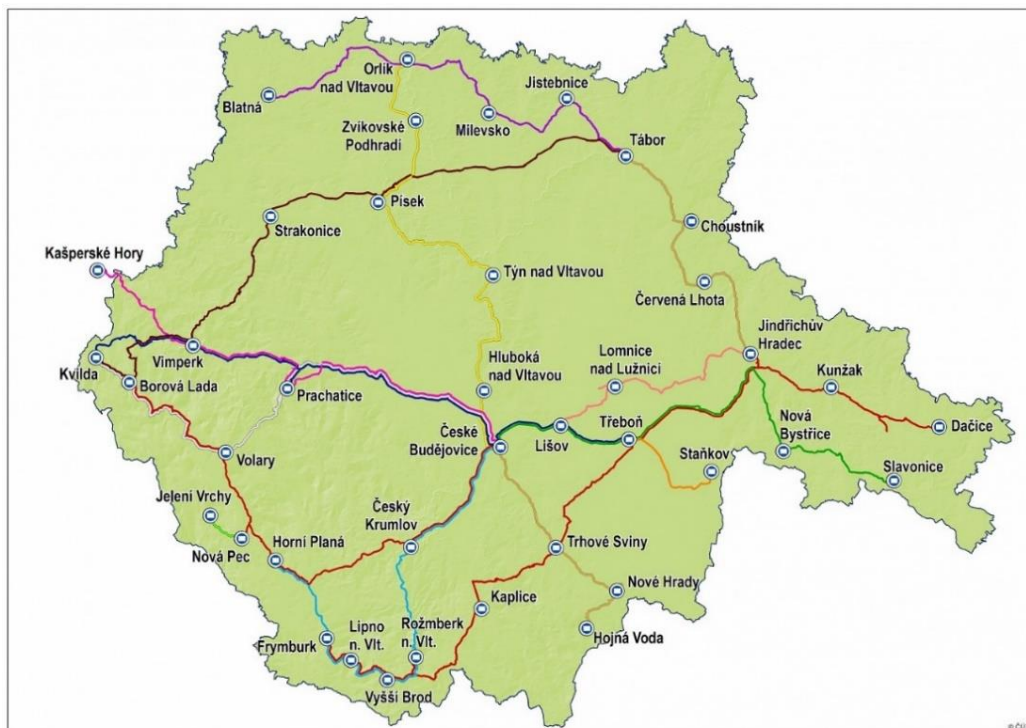 Orlík
nad Vltavou
Blatná
Jistebnice
Milevsko
Zvíkovské
Podhradí
Tábor
Písek
Strakonice
Choustník
Kašperské Hory
Týn nad Vltavou
Červená Lhota
Jindřichův
Hradec
Vimperk
Kvilda
Borová Lada
Prachatice
Hluboká
nad Vltavou
Lomnice
nad Lužnicí
Kunžak
Dačice
České
Budějovice
Lišov
Třeboň
Nová
Bystřice
Staňkov
Slavonice
Volary
Jelení Vrchy
Nová Pec
Horní Planá
Český
Krumlov
Trhové Sviny
Nové Hrady
Kaplice
Hojná Voda
Frymburk
Lipno
n. Vlt.
Rožmberk
n. Vlt.
Vyšší Brod